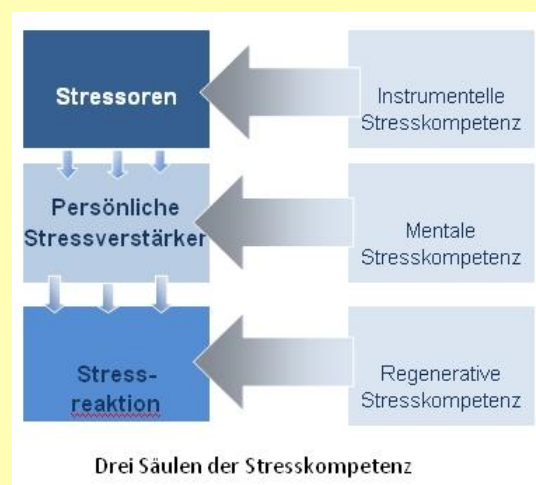 Stressoren
Instrumentelle
Stresskompetenz
Persönliche
Stressverstärker
Mentale
Stresskompetenz
Stress-
reaktion
Regenerative
Stresskompetenz
Drei Säulen der Stresskompetenz